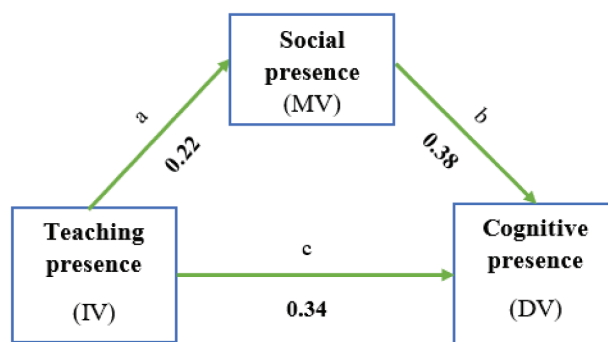 Social
presence
(MV)
a
0.22
b
0.38
Teaching
presence
(IV)
c
0.34
Cognitive
presence
(DV)